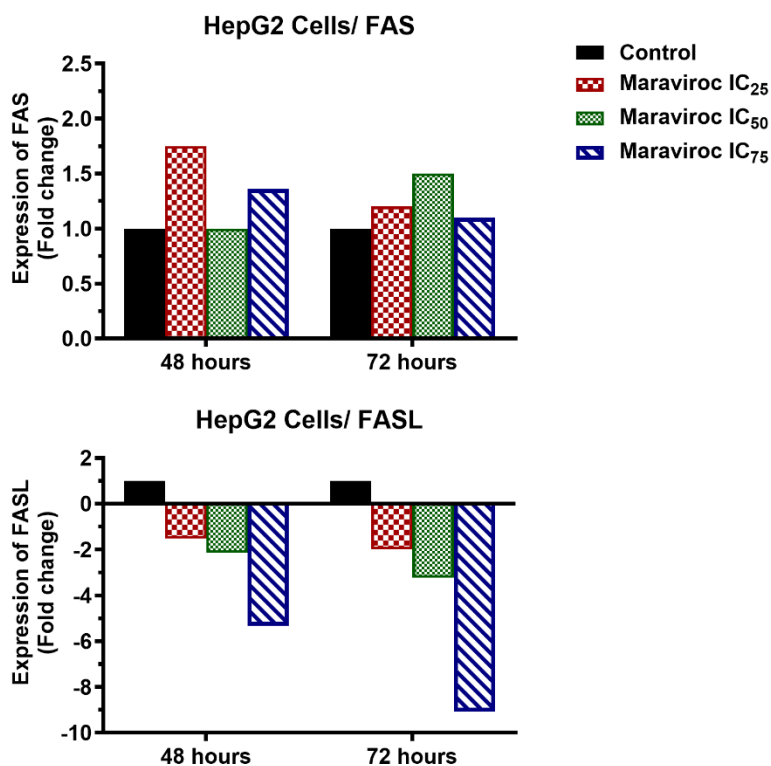 HepG2 Cells/ FAS
Control
Maraviroc IC25
Maraviroc IC50
Maraviroc IC75
Expression of FAS
(Fold change)
2.5
2.0
1.5
1.0
0.5
0.0
48 hours
72 hours
HepG2 Cells/ FASL
Expression of FASL
(Fold change)
2
0
-2
-4
-6
-8
-10
48 hours
72 hours